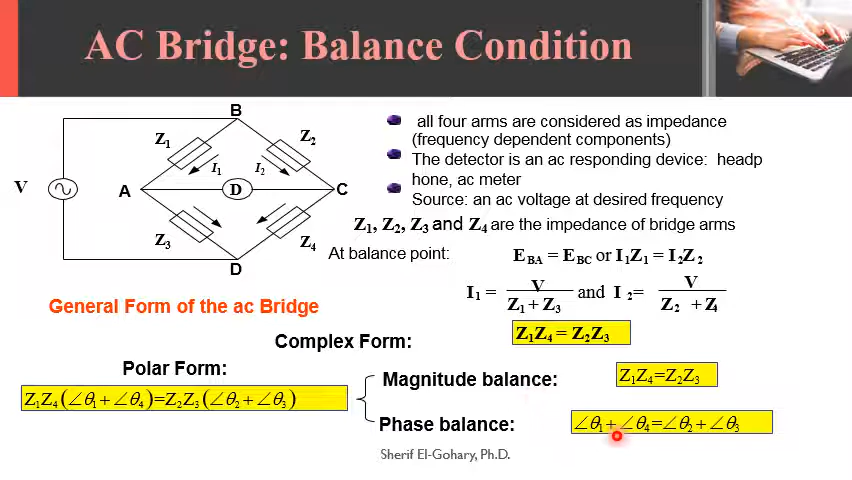 AC Bridge: Balance Condition
B
Z1
Z2
I1
I2
V
A
D
C
Z3
Z4
D
General Form of the ac Bridge
all four arms are considered as impedance
(frequency dependent components)
The detector is an ac responding device: headp
hone, ac meter
Source: an ac voltage at desired frequency
Z1, Z2, Z3 and Z4 are the impedance of bridge arms
At balance point: EBA = EBC or I1Z1 = I2Z2
I1 = V / Z1 + Z3 and I2= V / Z2 + Z4
Complex Form: Z1Z4 = Z2Z3
Polar Form:
Z1Z4(∠θ1 + ∠θ4)=Z2Z3(∠θ2 + ∠θ3)
Magnitude balance: Z1Z4=Z2Z3
Phase balance: ∠θ1+ ∠θ4=∠θ2 + ∠θ3
Sherif El-Gohary, Ph.D.